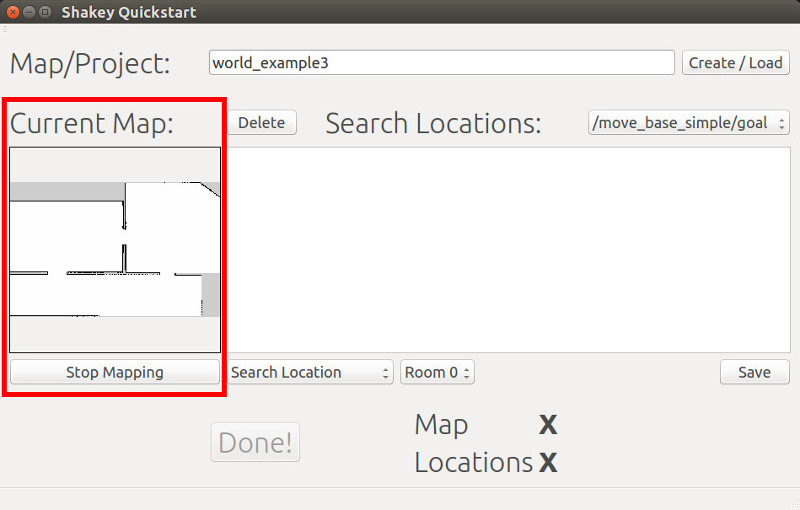 Shakey Quickstart
Map/Project: world_example3 Create / Load
Current Map: Delete Search Locations: /move_base_simple/goal
Stop Mapping Search Location Room 0 Save
Done! Map X
Locations X